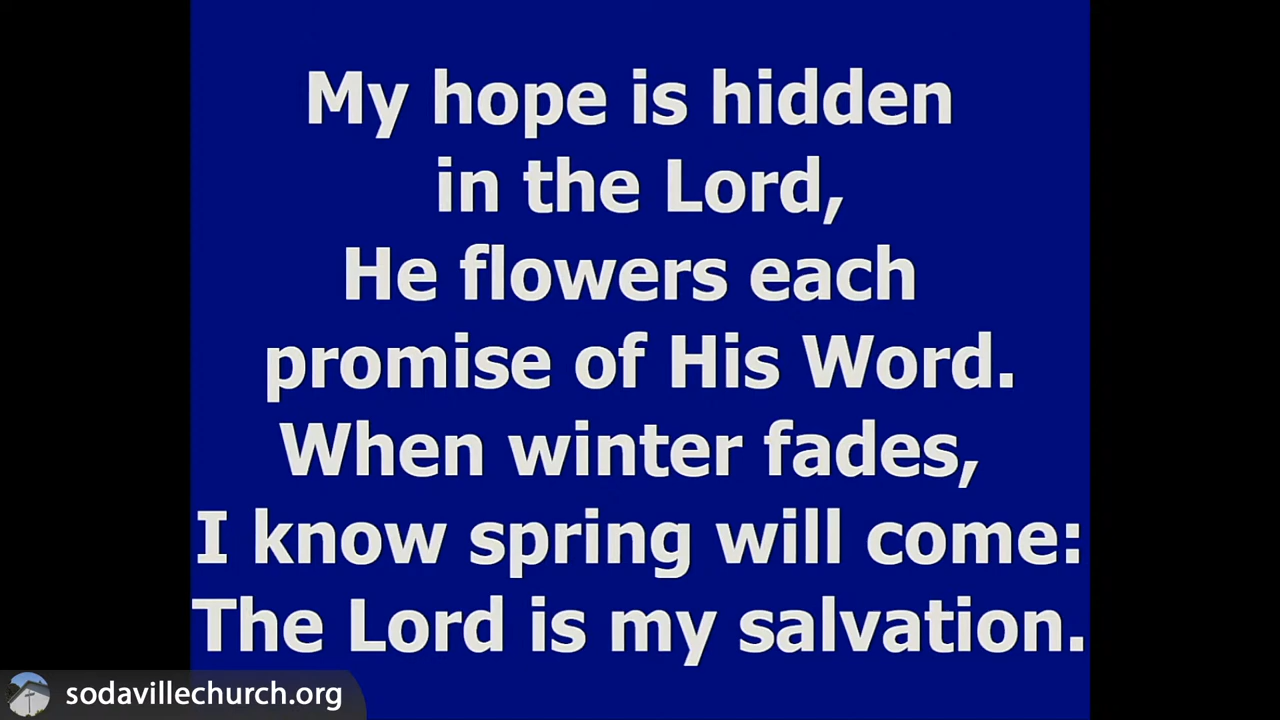 My hope is hidden
in the Lord,
He flowers each
promise of His Word.
When winter fades,
I know spring will come:
The Lord is my salvation.
sodavillechurch.org